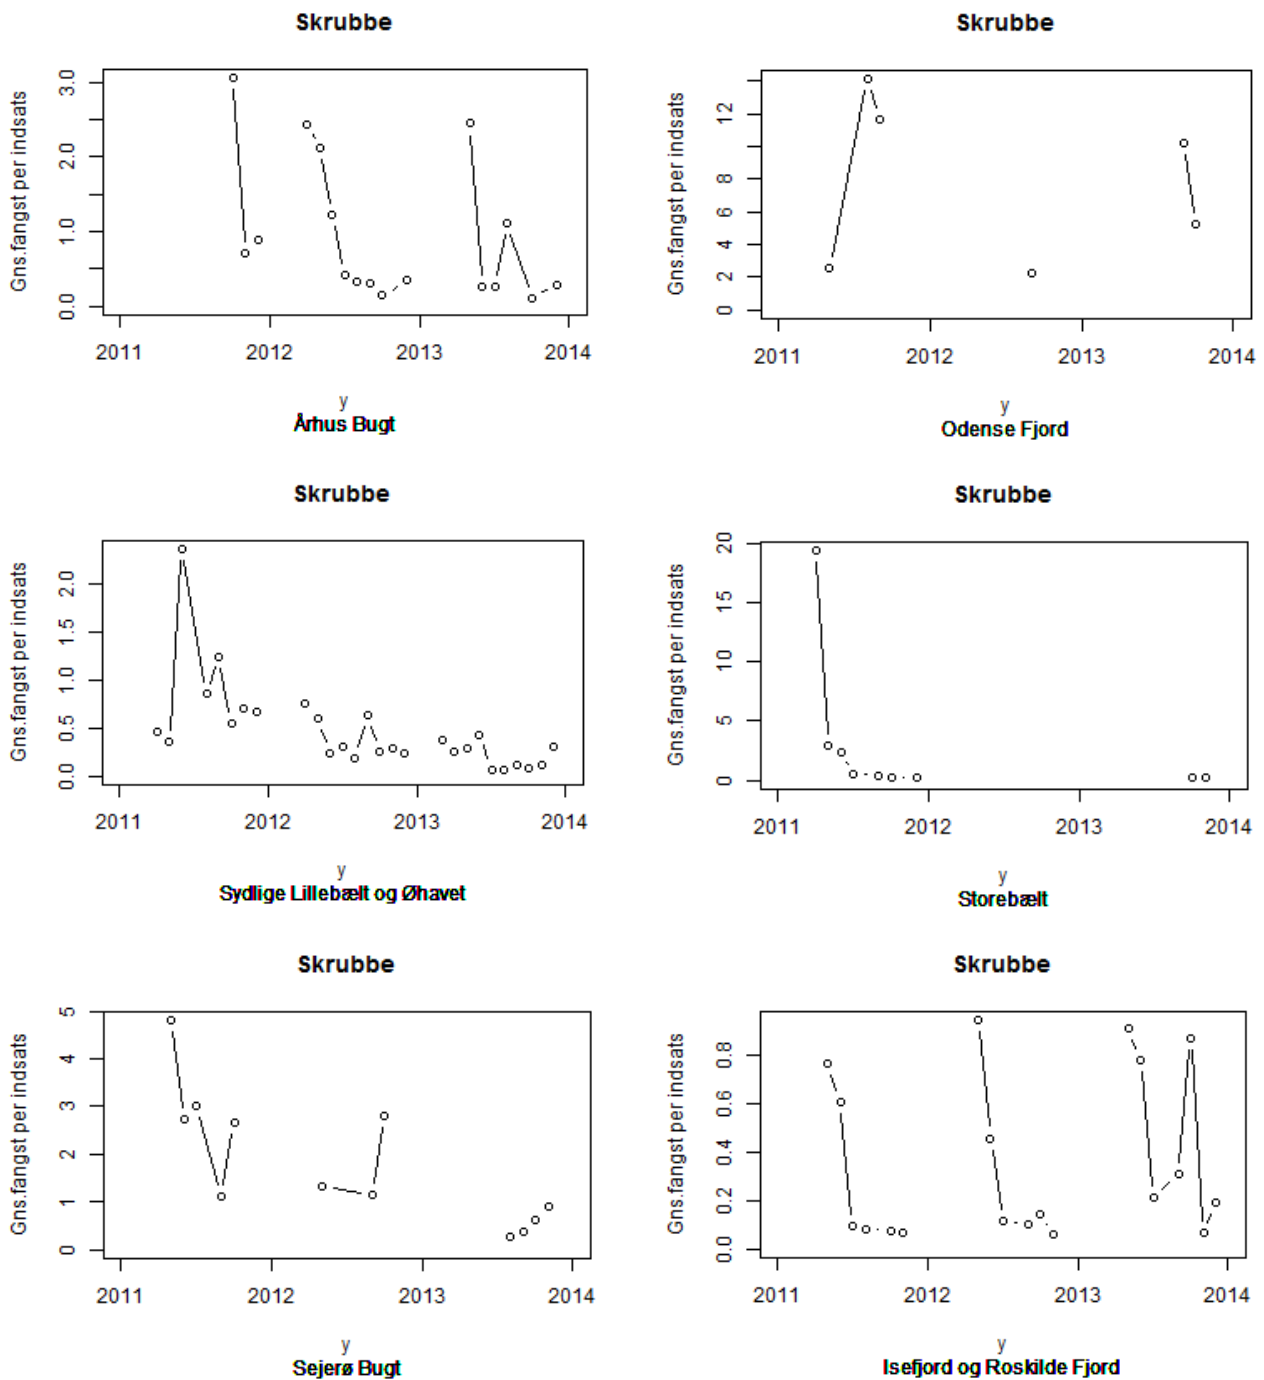 Skrubbe
Gns.fangst per indsats
3.0
2.0
1.0
0.0
2011 2012 2013 2014
y
Århus Bugt
Skrubbe
Gns.fangst per indsats
12
8
6
4
2
0
2011 2012 2013 2014
y
Odense Fjord
Skrubbe
Gns.fangst per indsats
2.0
1.5
1.0
0.5
0.0
2011 2012 2013 2014
y
Sydlige Lillebælt og Øhavet
Skrubbe
Gns.fangst per indsats
20
15
10
5
0
2011 2012 2013 2014
y
Storebælt
Skrubbe
Gns.fangst per indsats
5
4
3
2
1
0
2011 2012 2013 2014
y
Sejerø Bugt
Skrubbe
Gns.fangst per indsats
0.8
0.6
0.4
0.2
0.0
2011 2012 2013 2014
y
Isefjord og Roskilde Fjord